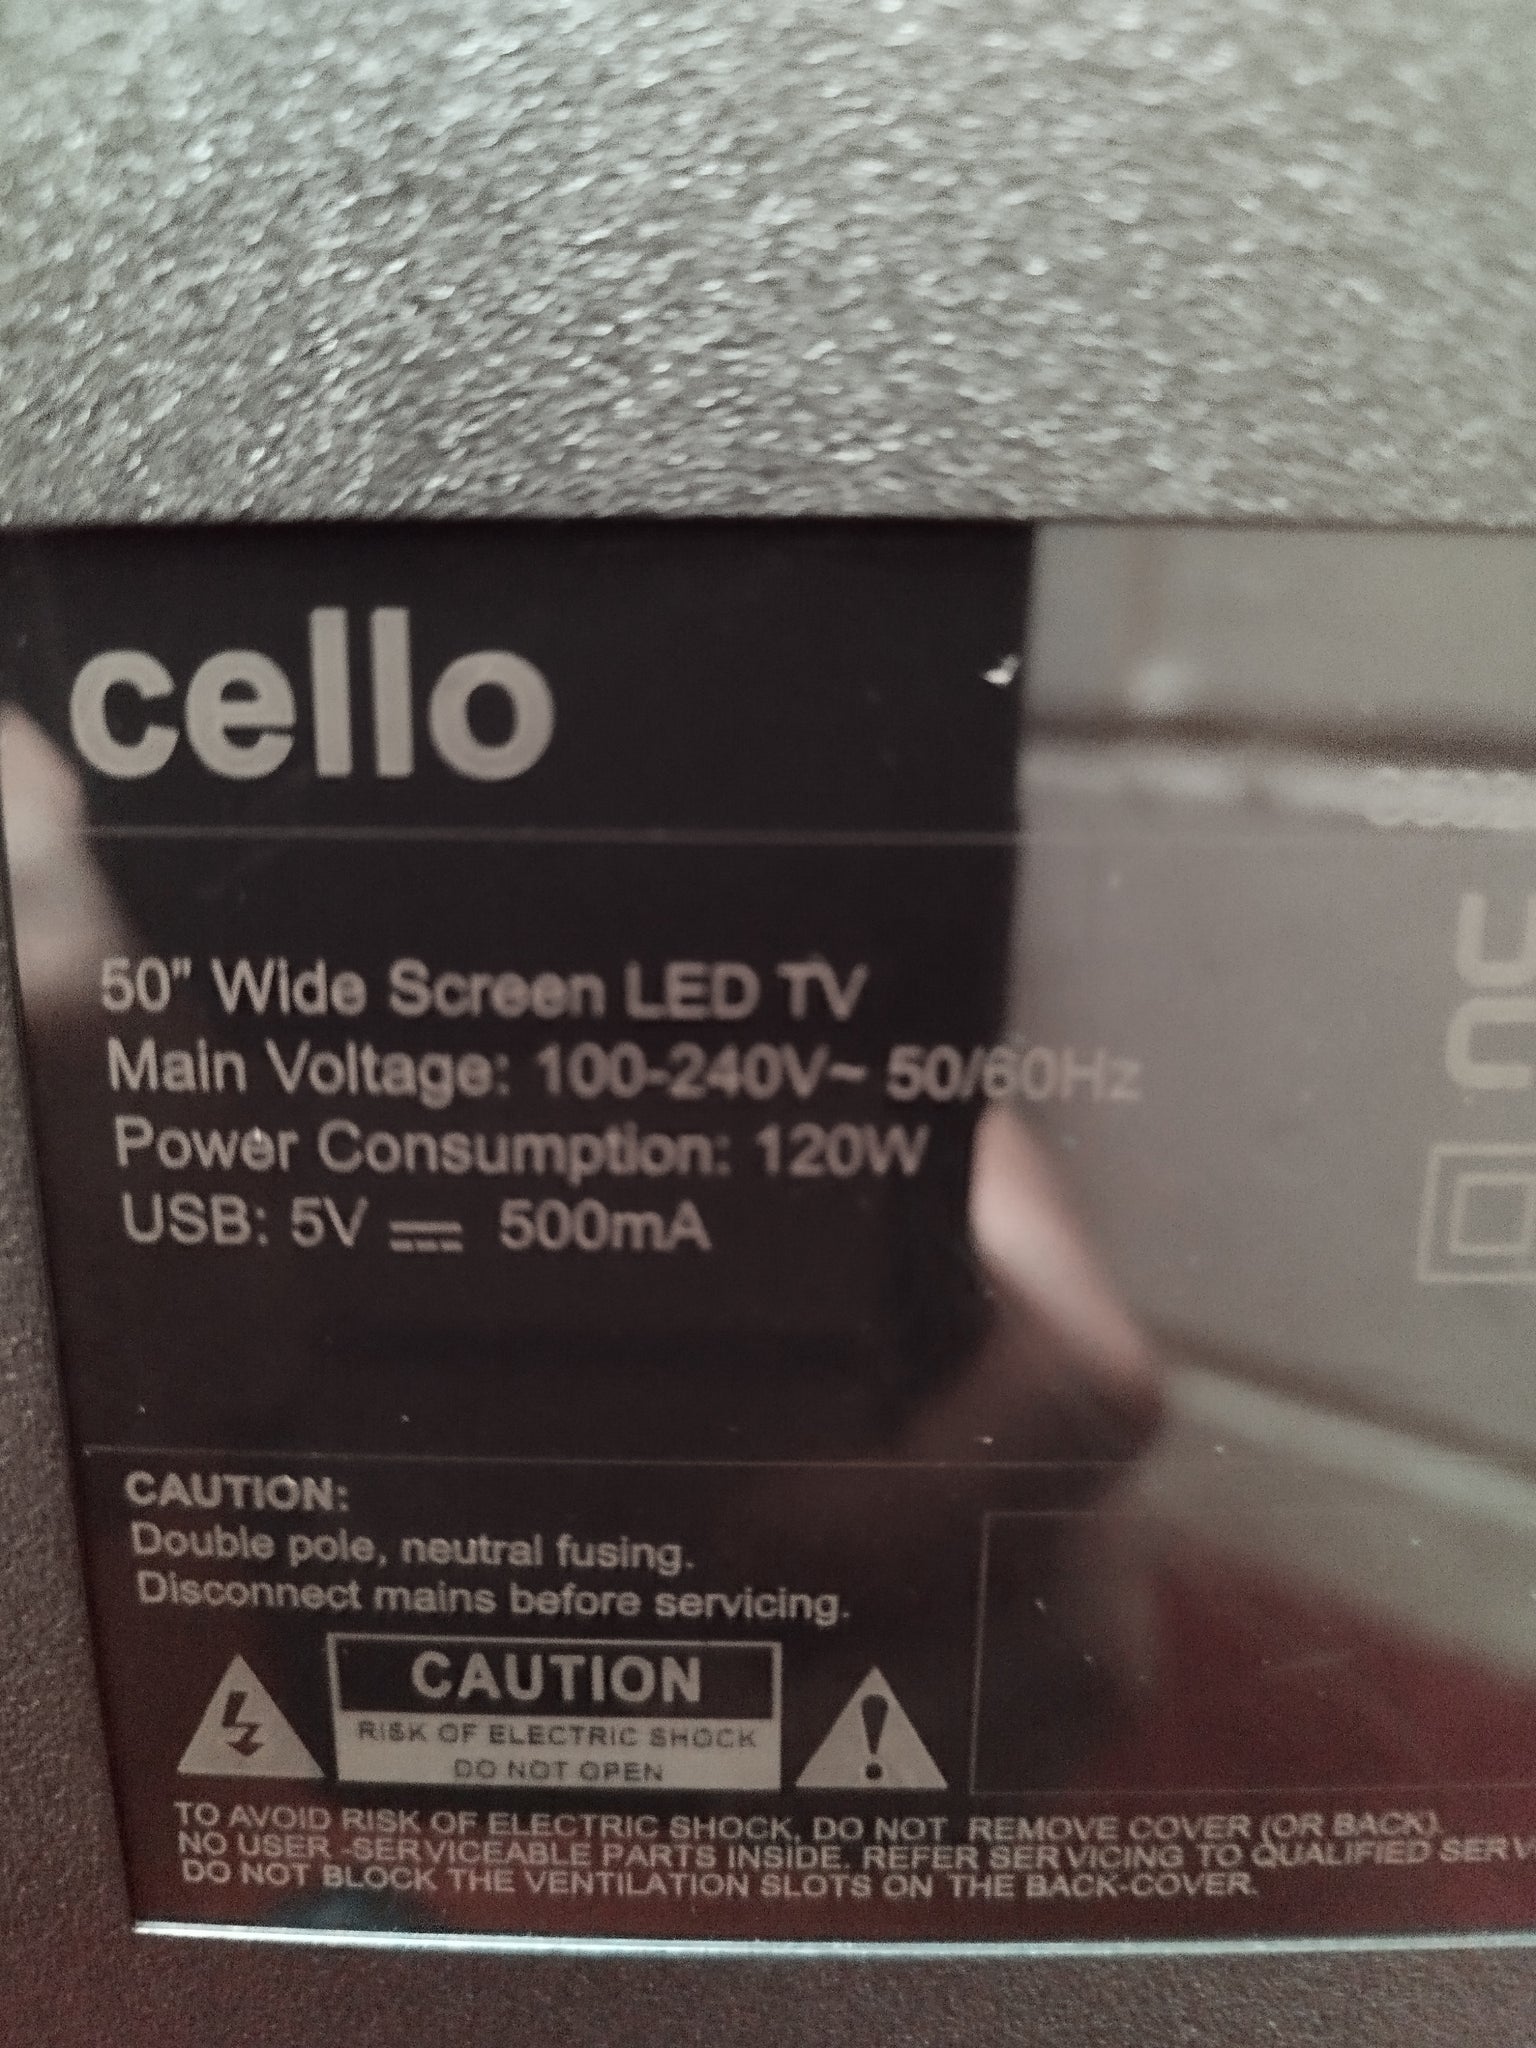 cello
50" Wide Screen LED TV
Main Voltage: 100-240V~ 50/60Hz
Power Consumption: 120W
USB: 5V ⎓ 500mA
CAUTION:
Double pole, neutral fusing.
Disconnect mains before servicing.
CAUTION
RISK OF ELECTRIC SHOCK
DO NOT OPEN
TO AVOID RISK OF ELECTRIC SHOCK, DO NOT REMOVE COVER (OR BACK).
NO USER-SERVICEABLE PARTS INSIDE. REFER SERVICING TO QUALIFIED SERV
DO NOT BLOCK THE VENTILATION SLOTS ON THE BACK-COVER.